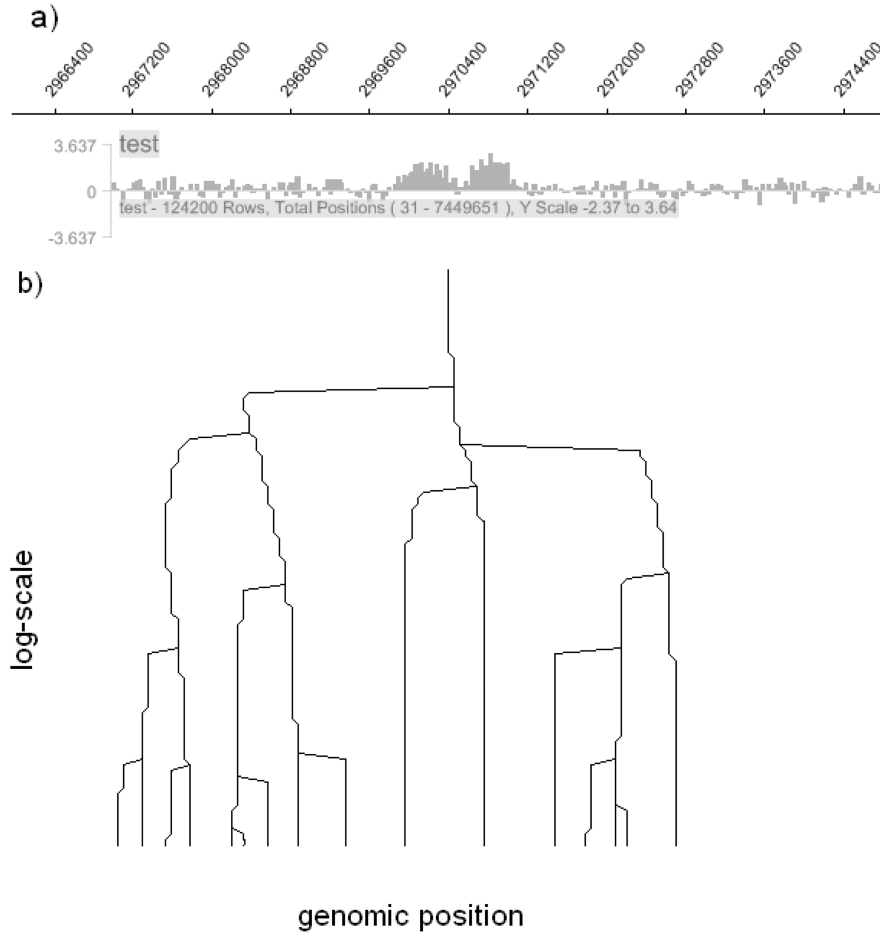 a)
2966400
2967200
2968000
2968800
2969600
2970400
2971200
2972000
2972800
2973600
2974400
3.637
test
0
test - 124200 Rows, Total Positions ( 31 - 7449651 ), Y Scale -2.37 to 3.64
-3.637
b)
log-scale
genomic position